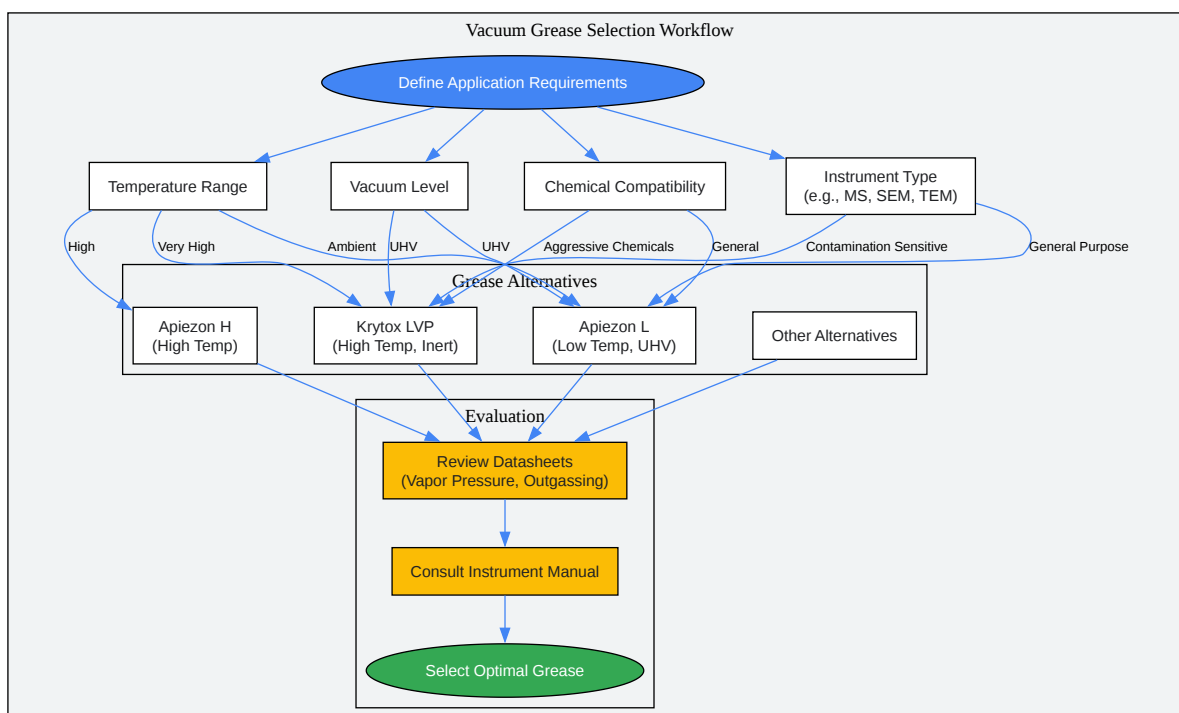 Vacuum Grease Selection Workflow
Define Application Requirements
Temperature Range
Vacuum Level
Chemical Compatibility
Instrument Type
(e.g., MS, SEM, TEM)
High
Very High
Ambient
UHV
UHV
Aggressive Chemicals
General
Contamination Sensitive
General Purpose
Grease Alternatives
Apiezon H
(High Temp)
Krytox LVP
(High Temp, Inert)
Apiezon L
(Low Temp, UHV)
Other Alternatives
Evaluation
Review Datasheets
(Vapor Pressure, Outgassing)
Consult Instrument Manual
Select Optimal Grease